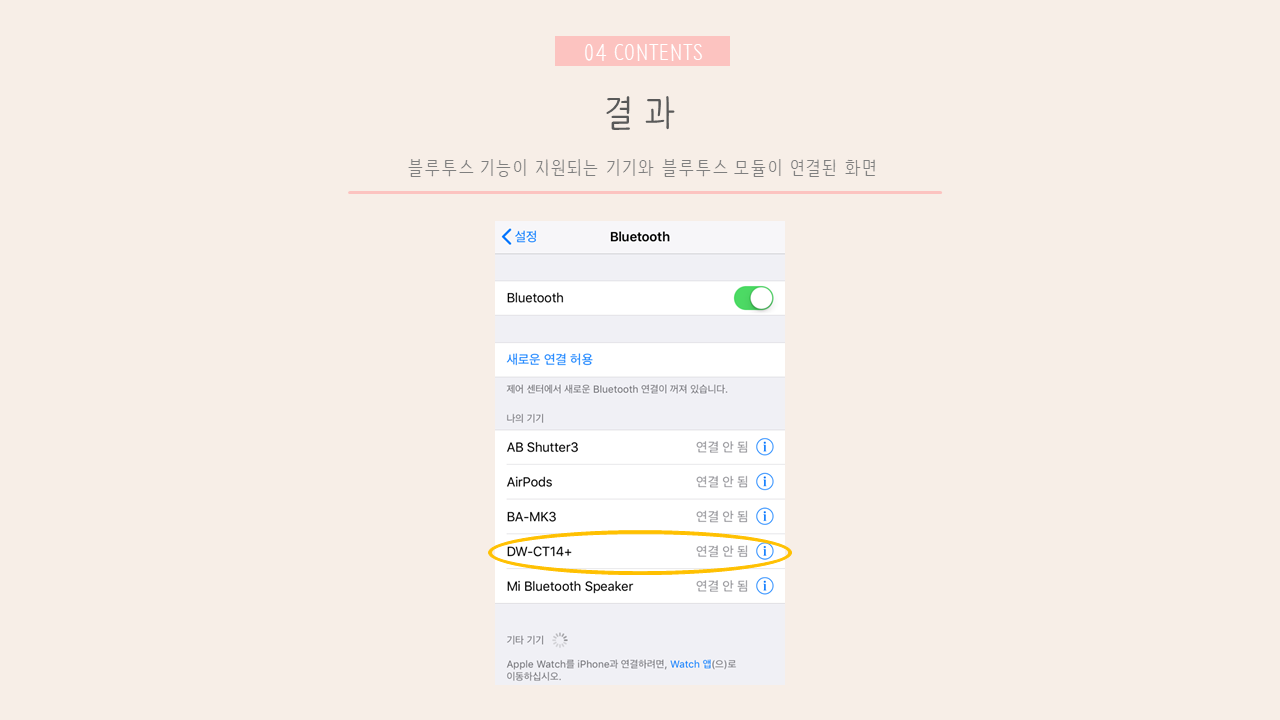 04 CONTENTS
결 과
블루투스 기능이 지원되는 기기와 블루투스 모듈이 연결된 화면
설정 Bluetooth
Bluetooth
새로운 연결 허용
제어 센터에서 새로운 Bluetooth 연결이 꺼져 있습니다.
나의 기기
AB Shutter3 연결 안 됨
AirPods 연결 안 됨
BA-MK3 연결 안 됨
DW-CT14+ 연결 안 됨
Mi Bluetooth Speaker 연결 안 됨
기타 기기
Apple Watch를 iPhone과 연결하려면, Watch 앱(으)로
이동하십시오.